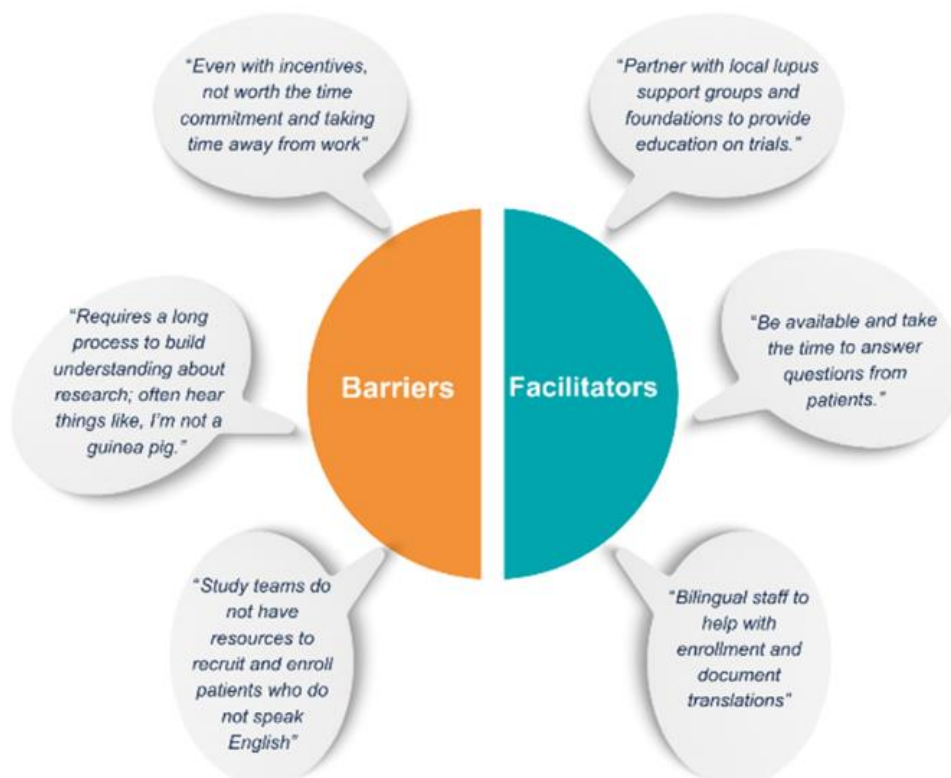 “Even with incentives,
not worth the time
commitment and taking
time away from work”
“Partner with local lupus
support groups and
foundations to provide
education on trials.”
“Requires a long
process to build
understanding about
research; often hear
things like, I’m not a
guinea pig.”
Barriers
Facilitators
“Be available and take
the time to answer
questions from
patients.”
“Study teams do
not have
resources to
recruit and enroll
patients who do
not speak
English”
“Bilingual staff to
help with
enrollment and
document
translations”